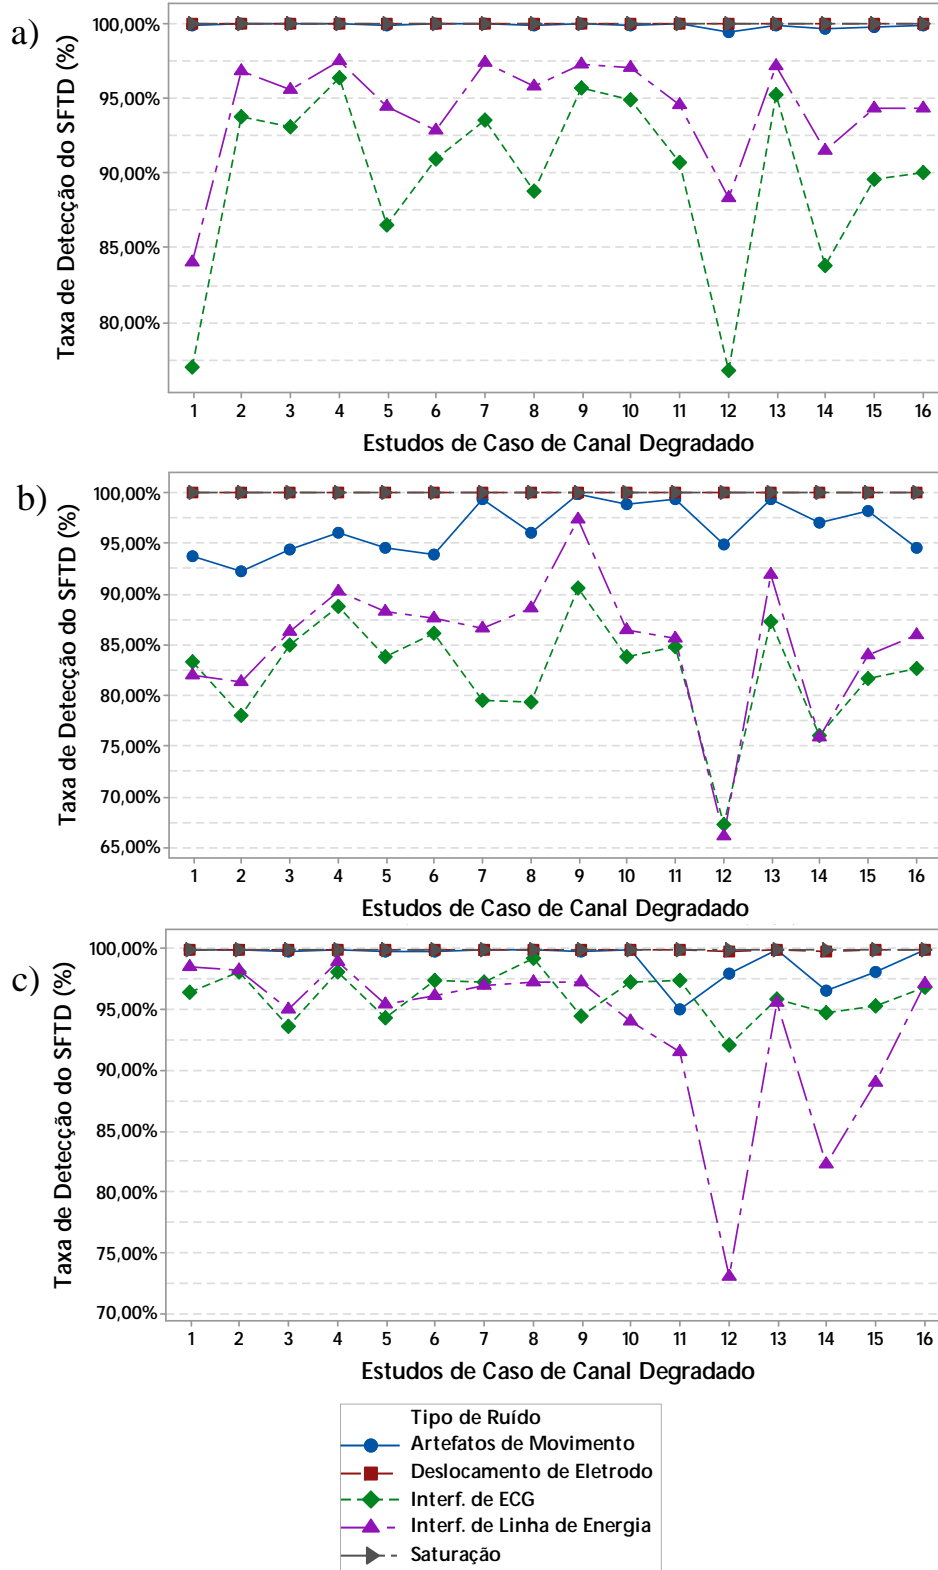 a)
Taxa de Detecção do SFTD (%)
100,00%
95,00%
90,00%
85,00%
80,00%
1 2 3 4 5 6 7 8 9 10 11 12 13 14 15 16
Estudos de Caso de Canal Degradado
b)
Taxa de Detecção do SFTD (%)
100,00%
95,00%
90,00%
85,00%
80,00%
75,00%
70,00%
65,00%
1 2 3 4 5 6 7 8 9 10 11 12 13 14 15 16
Estudos de Caso de Canal Degradado
c)
Taxa de Detecção do SFTD (%)
100,00%
95,00%
90,00%
85,00%
80,00%
75,00%
70,00%
1 2 3 4 5 6 7 8 9 10 11 12 13 14 15 16
Estudos de Caso de Canal Degradado
Tipo de Ruído
Artefatos de Movimento
Deslocamento de Eletrodo
Interf. de ECG
Interf. de Linha de Energia
Saturação